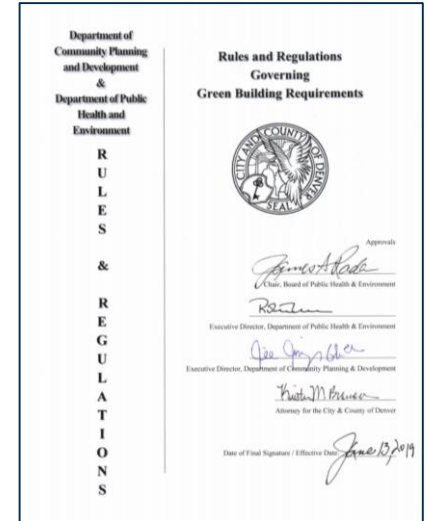 Department of
Community Planning
and Development
&
Department of Public
Health and
Environment
R
U
L
E
S
&
R
E
G
U
L
A
T
I
O
N
S
Rules and Regulations
Governing
Green Building Requirements
CITY AND COUNTY OF DENVER
SEAL
Approvals
James A Rada
Chair, Board of Public Health & Environment
Executive Director, Department of Public Health & Environment
Executive Director, Department of Community Planning & Development
Attorney for the City & County of Denver
Date of Final Signature / Effective Date June 13, 2019